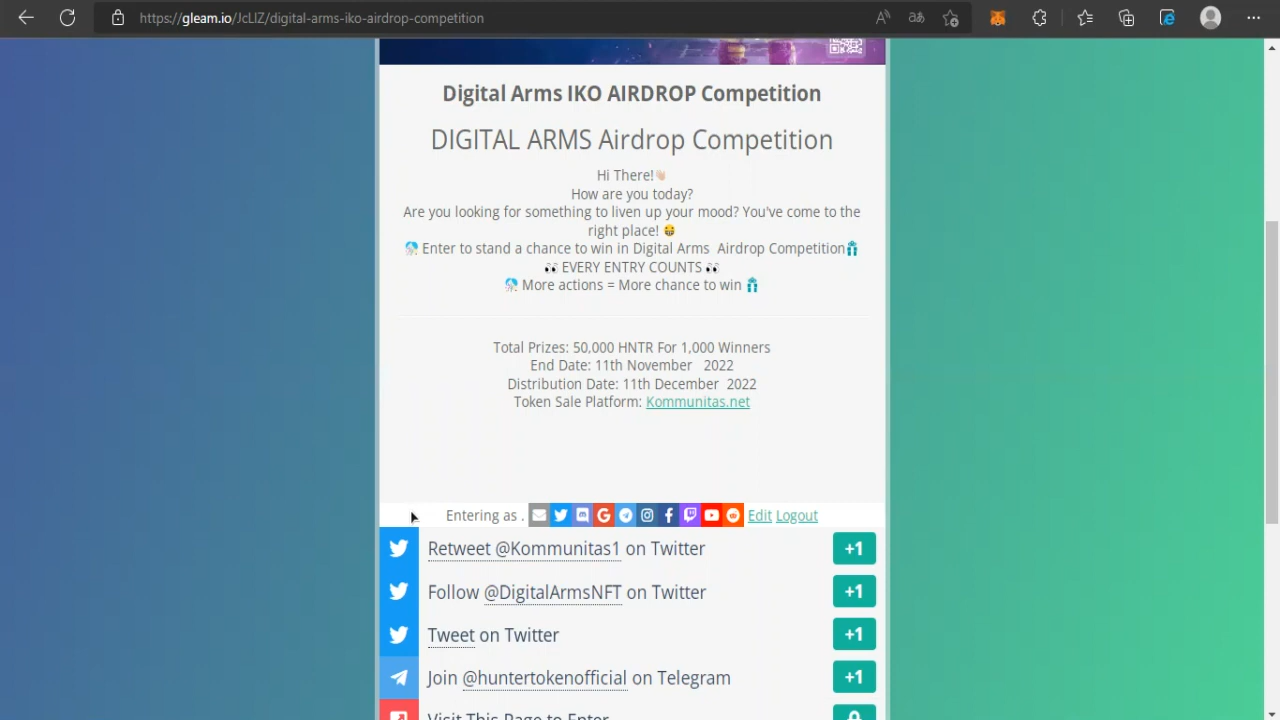 https://gleam.io/JcLIZ/digital-arms-iko-airdrop-competition
Digital Arms IKO AIRDROP Competition
DIGITAL ARMS Airdrop Competition
Hi There!👋🏻
How are you today?
Are you looking for something to liven up your mood? You've come to the
right place! 😀
Enter to stand a chance to win in Digital Arms Airdrop Competition
👀 EVERY ENTRY COUNTS 👀
More actions = More chance to win
Total Prizes: 50,000 HNTR For 1,000 Winners
End Date: 11th November 2022
Distribution Date: 11th December 2022
Token Sale Platform: Kommunitas.net
Entering as . Edit Logout
Retweet @Kommunitas1 on Twitter +1
Follow @DigitalArmsNFT on Twitter +1
Tweet on Twitter +1
Join @huntertokenofficial on Telegram +1
Visit This Page to Enter